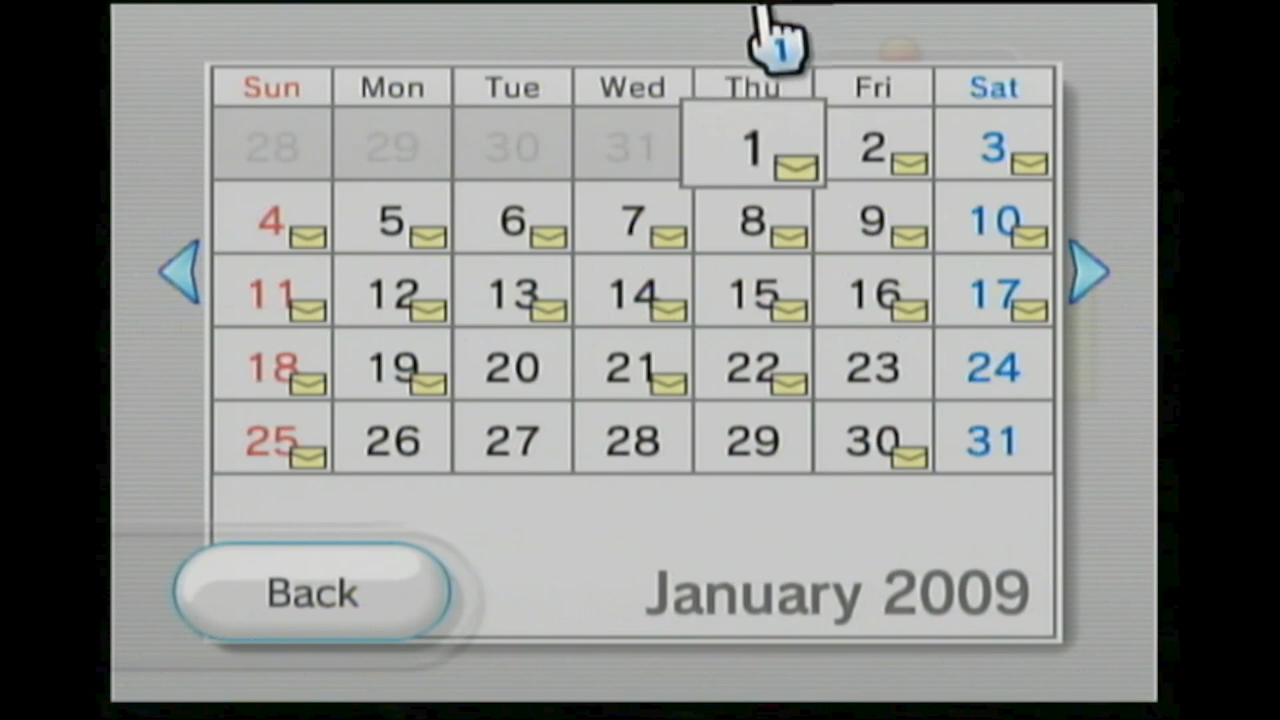 1
Sun Mon Tue Wed Thu Fri Sat
28 29 30 31 1 2 3
4 5 6 7 8 9 10
11 12 13 14 15 16 17
18 19 20 21 22 23 24
25 26 27 28 29 30 31
Back
January 2009